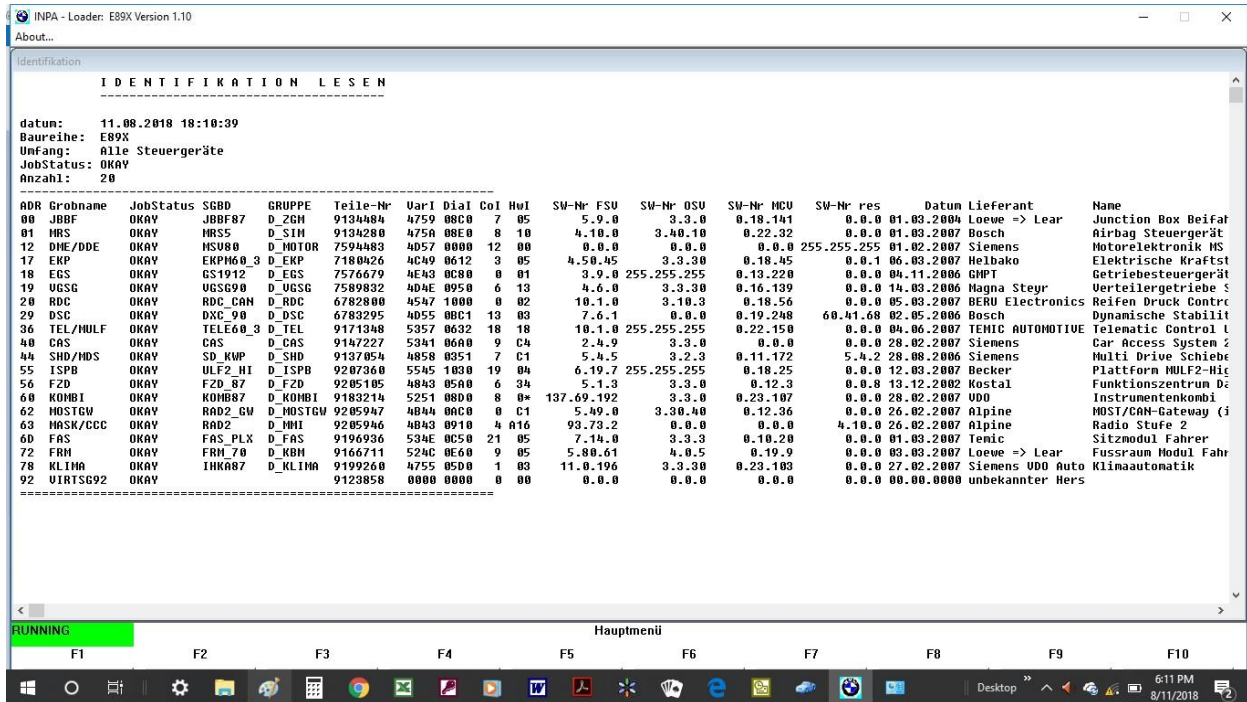 INPA - Loader: E89X Version 1.10
About...
Identifikation
I D E N T I F I K A T I O N   L E S E N
---------------------------------------
datum: 11.08.2018 18:10:39
Baureihe: E89X
Umfang: Alle Steuergeräte
JobStatus: OKAY
Anzahl: 20
ADR Grobname JobStatus SGBD GRUPPE Teile-Nr VarI DiaI CoI HwI SW-Nr FSV SW-Nr OSV SW-Nr MCV SW-Nr res Datum Lieferant Name
00 JBBF OKAY JBBF87 D_ZGM 9134484 4759 08C0 7 05 5.9.0 3.3.0 0.18.141 0.0.0 01.03.2004 Loewe => Lear Junction Box Beifah
01 MRS OKAY MRS5 D_SIM 9134280 475A 08E0 8 10 4.10.0 3.40.10 0.22.32 0.0.0 01.03.2007 Bosch Airbag Steuergerät
12 DME/DDE OKAY MSV80 D_MOTOR 7594483 4D57 0000 12 00 0.0.0 0.0.0 0.0.0 255.255.255 01.02.2007 Siemens Motorelektronik MS
17 EKP OKAY EKPM60_3 D_EKP 7180426 4C49 0612 3 05 4.50.45 3.3.30 0.18.45 0.0.1 06.03.2007 Helbako Elektrische Kraftst
18 EGS OKAY GS1912 D_EGS 7576679 4E43 0C80 0 01 3.9.0 255.255.255 0.13.220 0.0.0 04.11.2006 GMPT Getriebesteuergerät
19 VGSG OKAY VGSG90 D_VGSG 7589832 4D4E 0950 6 13 4.6.0 3.3.30 0.16.139 0.0.0 14.03.2006 Magna Steyr Verteilergetriebe S
20 RDC OKAY RDC_CAN D_RDC 6782800 4547 1000 0 02 10.1.0 3.10.3 0.18.56 0.0.0 05.03.2007 BERU Electronics Reifen Druck Contro
29 DSC OKAY DXC_90 D_DSC 6783295 4D55 0BC1 13 03 7.6.1 0.0.0 0.19.248 60.41.68 02.05.2006 Bosch Dynamische Stabilit
36 TEL/MULF OKAY TELE60_3 D_TEL 9171348 5357 0632 18 18 10.1.0 255.255.255 0.22.150 0.0.0 04.06.2007 TEMIC AUTOMOTIVE Telematic Control U
40 CAS OKAY CAS D_CAS 9147227 5341 06A0 9 C4 2.4.9 3.3.0 0.0.0 0.0.0 28.02.2007 Siemens Car Access System 2
44 SHD/MDS OKAY SD_KWP D_SHD 9137054 4858 0351 7 C1 5.4.5 3.2.3 0.11.172 5.4.2 28.08.2006 Siemens Multi Drive Schiebe
55 ISPB OKAY ULF2_HI D_ISPB 9207360 5545 1030 19 04 6.19.7 255.255.255 0.18.25 0.0.0 12.03.2007 Becker Plattform MULF2-Hig
56 FZD OKAY FZD_87 D_FZD 9205105 4843 05A0 6 34 5.1.3 3.3.0 0.12.3 0.0.8 13.12.2002 Kostal Funktionszentrum Da
60 KOMBI OKAY KOMB87 D_KOMBI 9183214 5251 08D0 8 0* 137.69.192 3.3.0 0.23.107 0.0.0 28.02.2007 VDO Instrumentenkombi
62 MOSTGW OKAY RAD2_GW D_MOSTGW 9205947 4B44 0AC0 0 C1 5.49.0 3.30.40 0.12.36 0.0.0 26.02.2007 Alpine MOST/CAN-Gateway (i
63 MASK/CCC OKAY RAD2 D_MMI 9205946 4B43 0910 4 A16 93.73.2 0.0.0 0.0.0 4.10.0 26.02.2007 Alpine Radio Stufe 2
6D FAS OKAY FAS_PLX D_FAS 9196936 534E 0C50 21 05 7.14.0 3.3.3 0.10.20 0.0.0 01.03.2007 Temic Sitzmodul Fahrer
72 FRM OKAY FRM_70 D_KBM 9166711 524C 0E60 9 05 5.80.61 4.0.5 0.19.9 0.0.0 03.03.2007 Loewe => Lear Fussraum Modul Fahr
78 KLIMA OKAY IHKA87 D_KLIMA 9199260 4755 05D0 1 03 11.0.196 3.3.30 0.23.103 0.0.0 27.02.2007 Siemens VDO Auto Klimaautomatik
92 VIRTSG92 OKAY 9123858 0000 0000 0 00 0.0.0 0.0.0 0.0.0 0.0.0 00.00.0000 unbekannter Hers
RUNNING Hauptmenü
F1 F2 F3 F4 F5 F6 F7 F8 F9 F10
Desktop 6:11 PM
8/11/2018